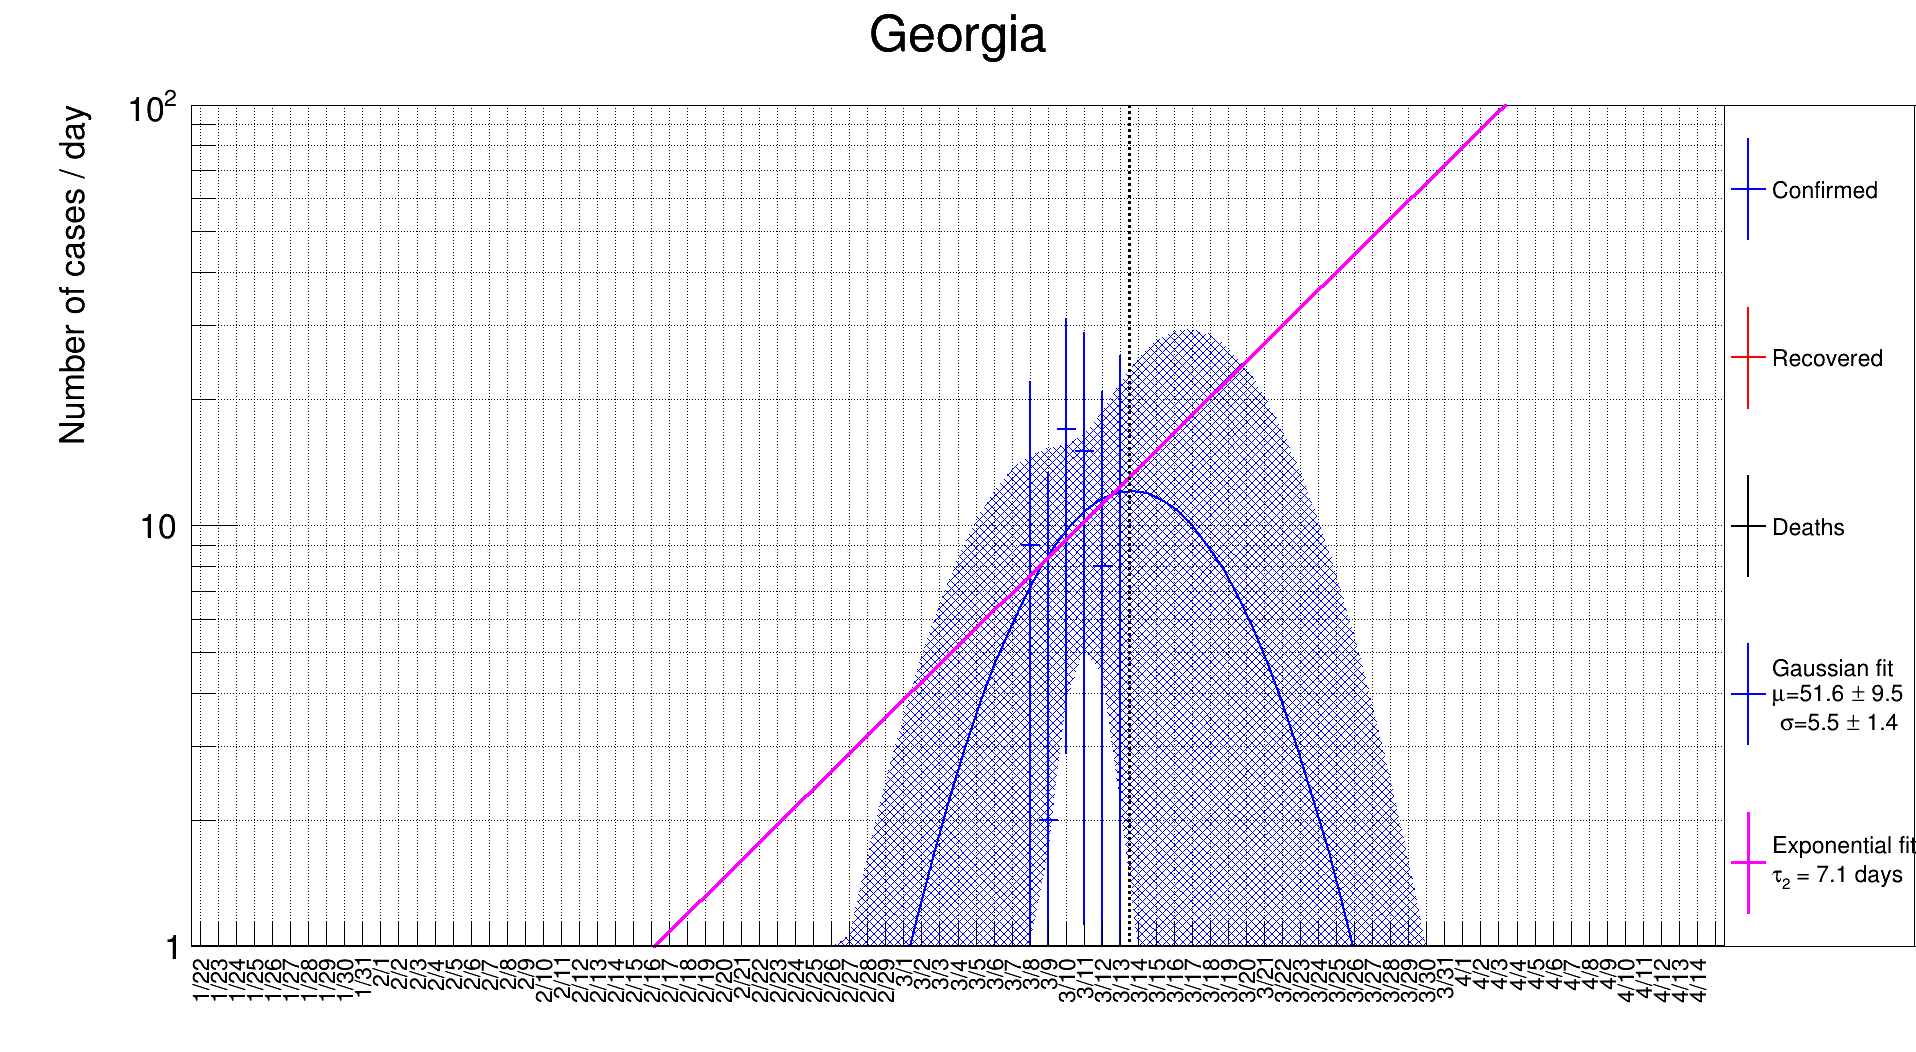 Georgia
Number of cases / day
10²
10
1
1/22 1/23 1/24 1/25 1/26 1/27 1/28 1/29 1/30 1/31 2/1 2/2 2/3 2/4 2/5 2/6 2/7 2/8 2/9 2/10 2/11 2/12 2/13 2/14 2/15 2/16 2/17 2/18 2/19 2/20 2/21 2/22 2/23 2/24 2/25 2/26 2/27 2/28 2/29 3/1 3/2 3/3 3/4 3/5 3/6 3/7 3/8 3/9 3/10 3/11 3/12 3/13 3/14 3/15 3/16 3/17 3/18 3/19 3/20 3/21 3/22 3/23 3/24 3/25 3/26 3/27 3/28 3/29 3/30 3/31 4/1 4/2 4/3 4/4 4/5 4/6 4/7 4/8 4/9 4/10 4/11 4/12 4/13 4/14
Confirmed
Recovered
Deaths
Gaussian fit
μ=51.6 ± 9.5
σ=5.5 ± 1.4
Exponential fit
τ₂ = 7.1 days